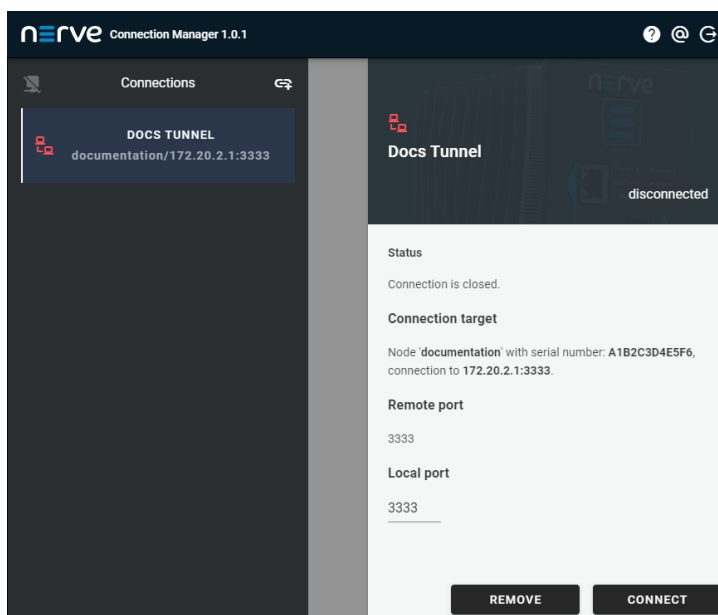 nerve Connection Manager 1.0.1
Connections
DOCS TUNNEL
documentation/172.20.2.1:3333
nerve
Docs Tunnel
disconnected
Status
Connection is closed.
Connection target
Node 'documentation' with serial number: A1B2C3D4E5F6,
connection to 172.20.2.1:3333.
Remote port
3333
Local port
3333
REMOVE
CONNECT